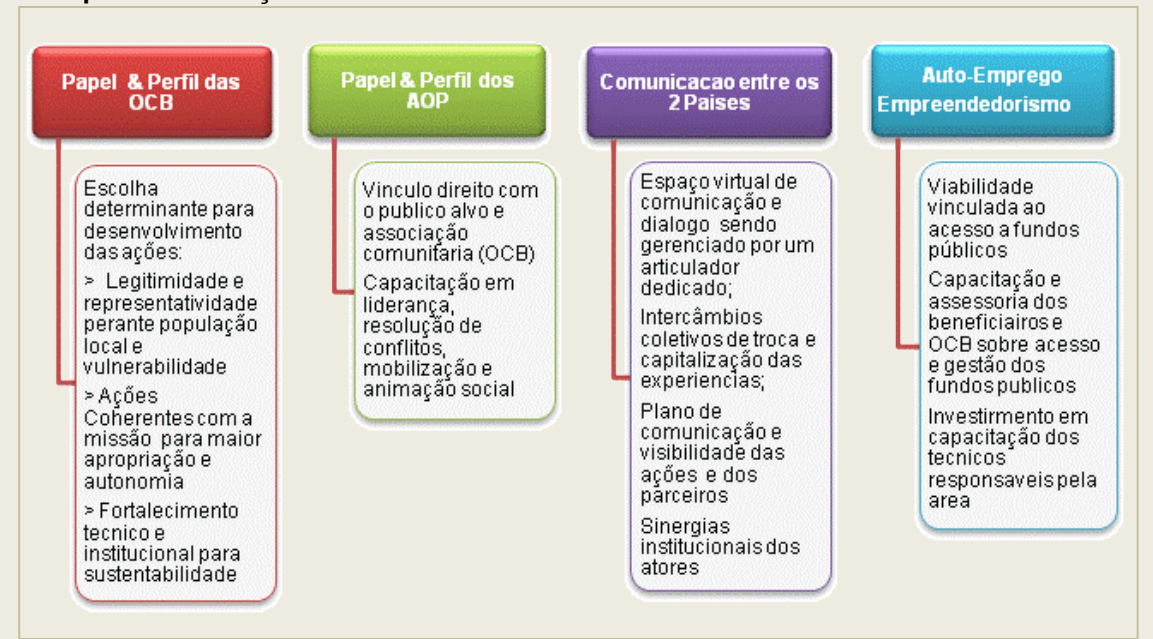 Papel & Perfil das
OCB
Escolha
determinante para
desenvolvimento
das ações:
> Legitimidade e
representatividade
perante população
local e
vulnerabilidade
> Ações
Coherentes com a
missão para maior
apropriação e
autonomia
> Fortalecimento
tecnico e
institucional para
sustentabilidade
Papel & Perfil dos
AOP
Vinculo direito com
o publico alvo e
associação
comunitaria (OCB)
Capacitação em
liderança,
resolução de
conflitos,
mobilização e
animação social
Comunicacao entre os
2 Paises
Espaço virtual de
comunicação e
dialogo sendo
gerenciado por um
articulador
dedicado;
Intercâmbios
coletivos de troca e
capitalização das
experiencias;
Plano de
comunicação e
visibilidade das
ações e dos
parceiros
Sinergias
institucionais dos
atores
Auto-Emprego
Empreendedorismo
Viabilidade
vinculada ao
acesso a fundos
públicos
Capacitação e
assessoria dos
beneficiairos e
OCB sobre acesso
e gestão dos
fundos publicos
Investirmento em
capacitação dos
tecnicos
responsaveis pela
area